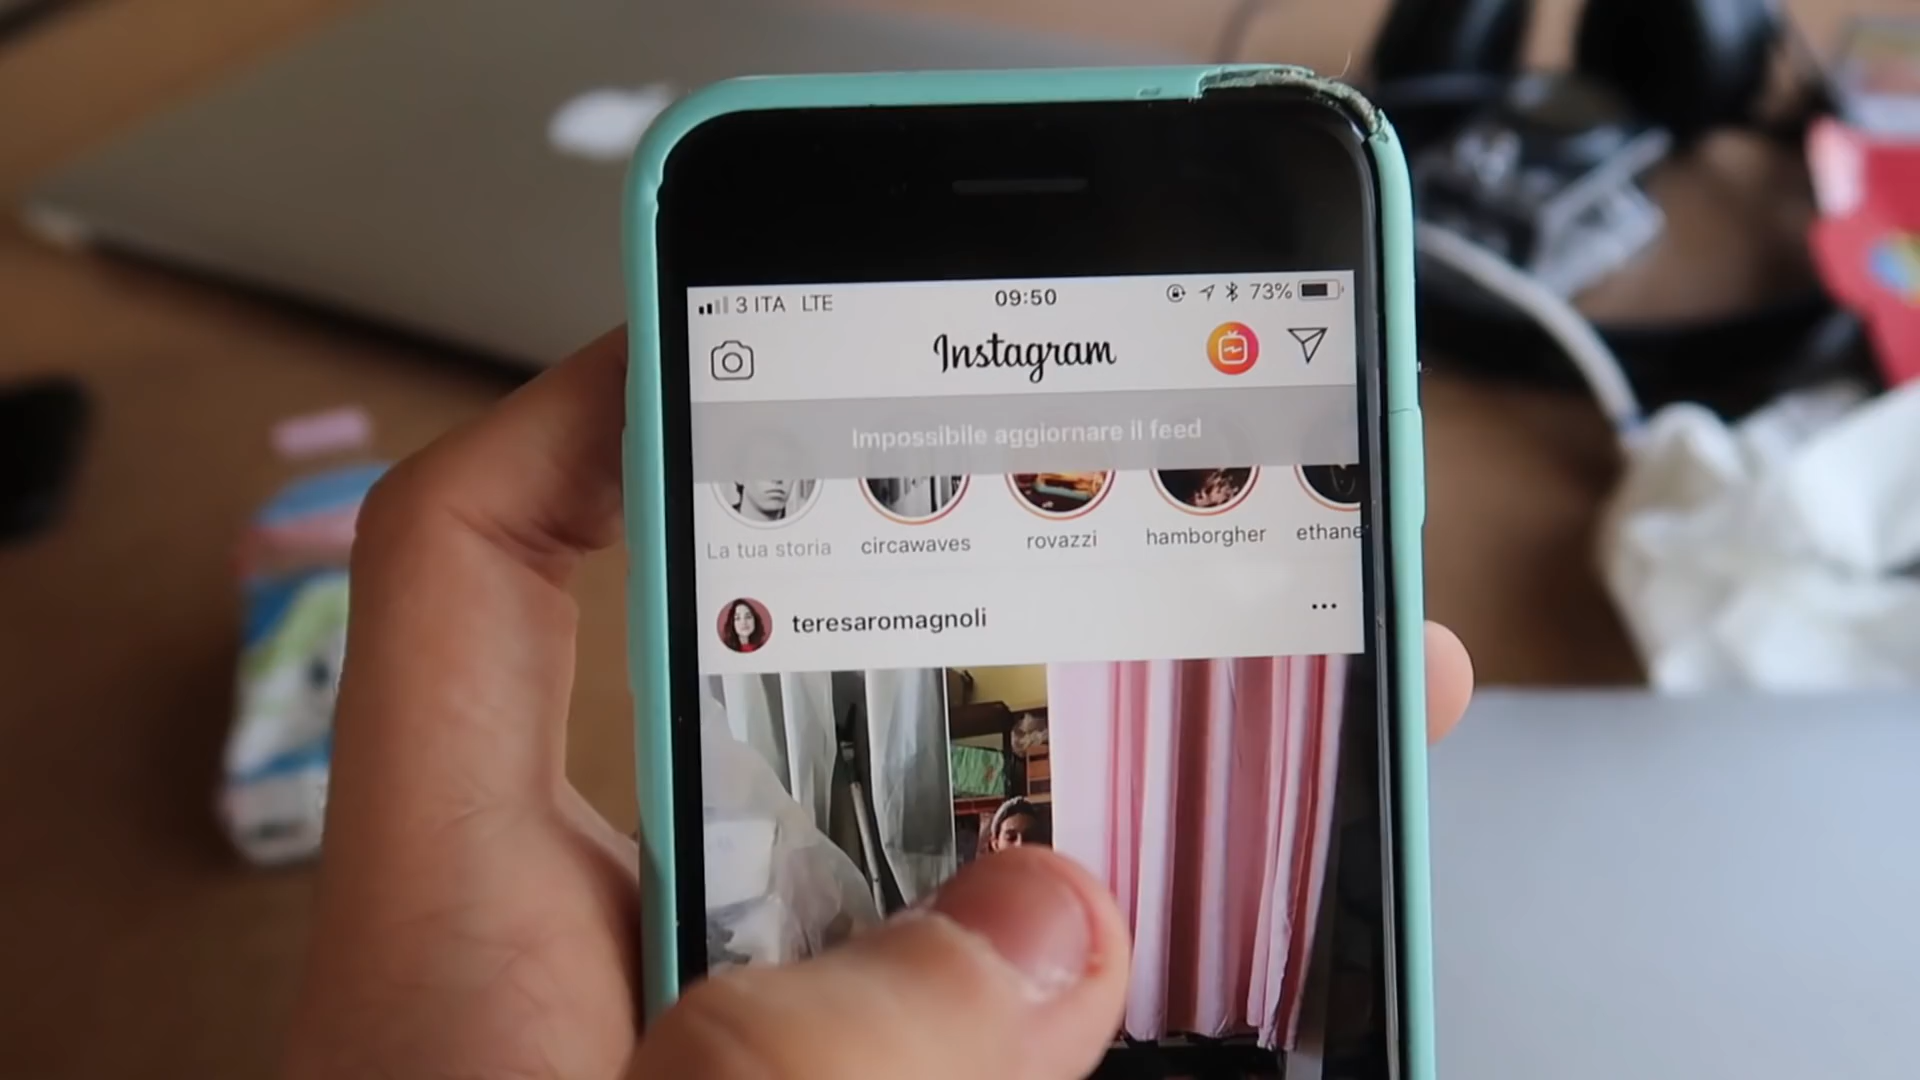 3 ITA LTE 09:50 73%
Instagram
Impossibile aggiornare il feed
La tua storia circawaves rovazzi hamborgher ethane
teresaromagnoli